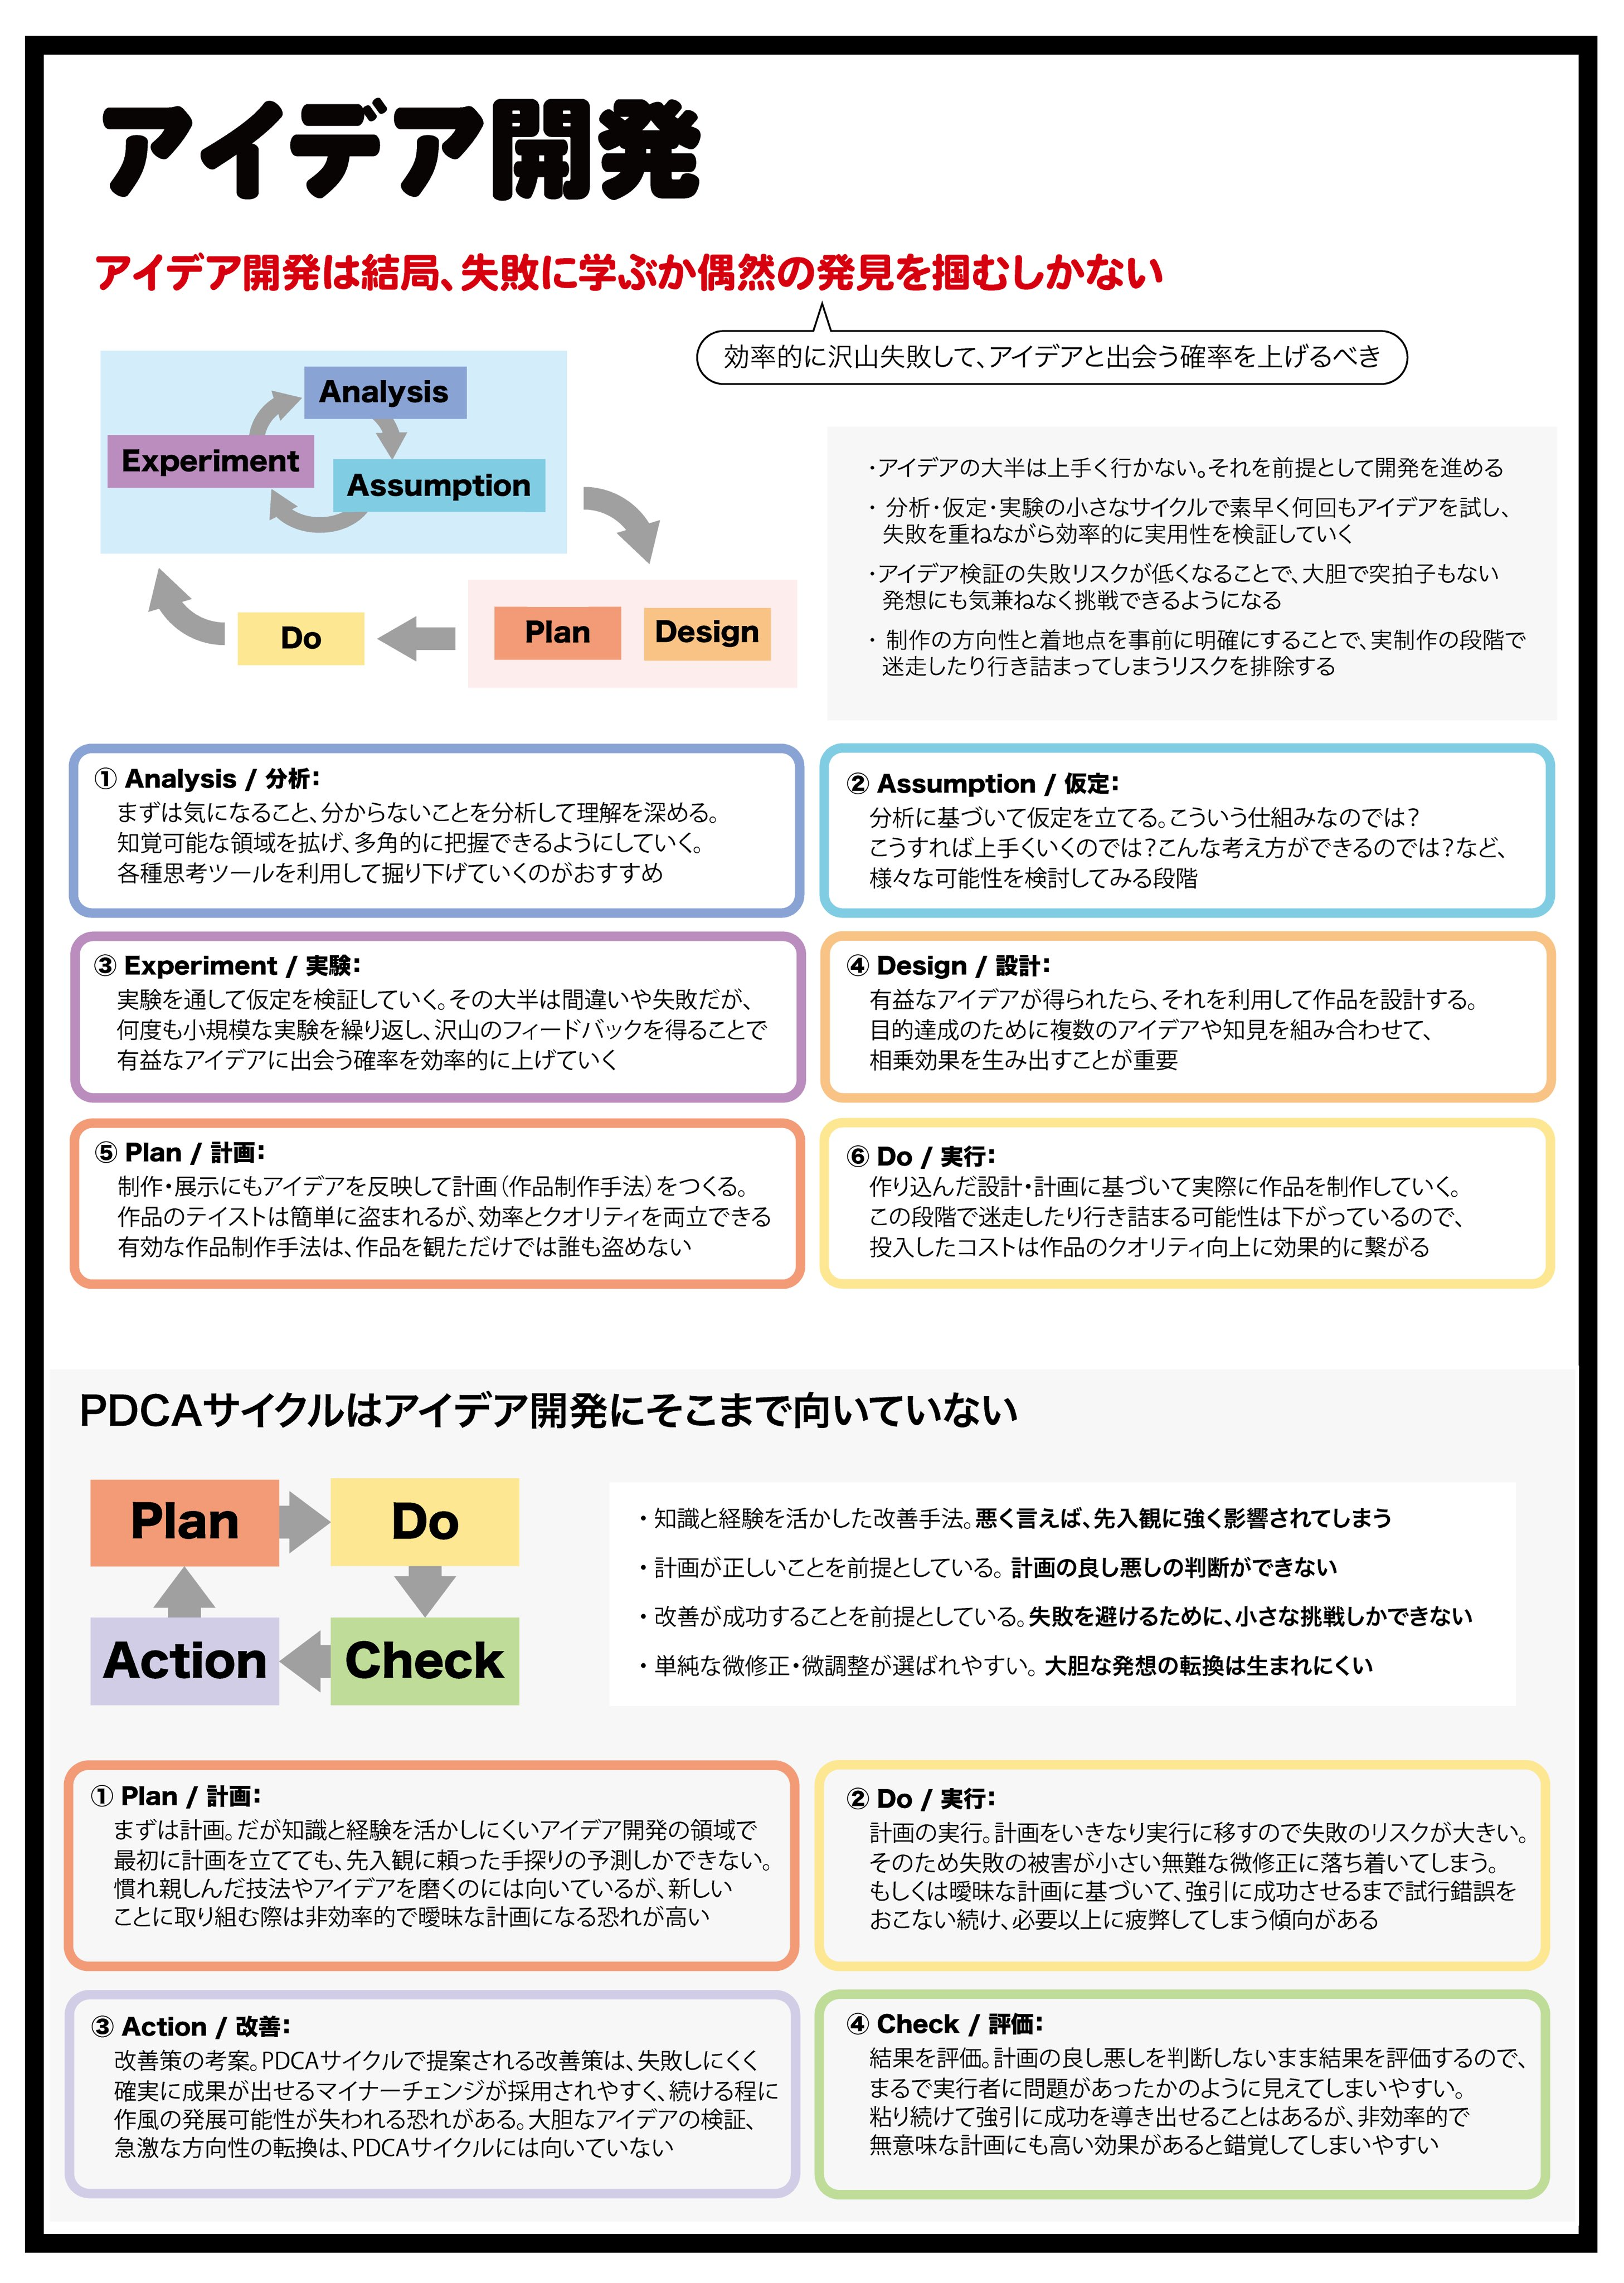 アイデア開発
アイデア開発は結局、失敗に学ぶか偶然の発見を掴むしかない
効率的に沢山失敗して、アイデアと出会う確率を上げるべき
Analysis
Experiment
Assumption
Plan
Design
Do
・アイデアの大半は上手く行かない。それを前提として開発を進める
・ 分析・仮定・実験の小さなサイクルで素早く何回もアイデアを試し、
失敗を重ねながら効率的に実用性を検証していく
・アイデア検証の失敗リスクが低くなることで、大胆で突拍子もない
発想にも気兼ねなく挑戦できるようになる
・ 制作の方向性と着地点を事前に明確にすることで、実制作の段階で
迷走したり行き詰まってしまうリスクを排除する
① Analysis / 分析：
まずは気になること、分からないことを分析して理解を深める。
知覚可能な領域を拡げ、多角的に把握できるようにしていく。
各種思考ツールを利用して掘り下げていくのがおすすめ
② Assumption / 仮定：
分析に基づいて仮定を立てる。こういう仕組みなのでは？
こうすれば上手くいくのでは？こんな考え方ができるのでは？など、
様々な可能性を検討してみる段階
③ Experiment / 実験：
実験を通して仮定を検証していく。その大半は間違いや失敗だが、
何度も小規模な実験を繰り返し、沢山のフィードバックを得ることで
有益なアイデアに出会う確率を効率的に上げていく
④ Design / 設計：
有益なアイデアが得られたら、それを利用して作品を設計する。
目的達成のために複数のアイデアや知見を組み合わせて、
相乗効果を生み出すことが重要
⑤ Plan / 計画：
制作・展示にもアイデアを反映して計画（作品制作手法）をつくる。
作品のテイストは簡単に盗まれるが、効率とクオリティを両立できる
有効な作品制作手法は、作品を観ただけでは誰も盗めない
⑥ Do / 実行：
作り込んだ設計・計画に基づいて実際に作品を制作していく。
この段階で迷走したり行き詰まる可能性は下がっているので、
投入したコストは作品のクオリティ向上に効果的に繋がる
PDCAサイクルはアイデア開発にそこまで向いていない
Plan
Do
Action
Check
・ 知識と経験を活かした改善手法。悪く言えば、先入観に強く影響されてしまう
・ 計画が正しいことを前提としている。計画の良し悪しの判断ができない
・ 改善が成功することを前提としている。失敗を避けるために、小さな挑戦しかできない
・ 単純な微修正・微調整が選ばれやすい。大胆な発想の転換は生まれにくい
① Plan / 計画：
まずは計画。だが知識と経験を活かしにくいアイデア開発の領域で
最初に計画を立てても、先入観に頼った手探りの予測しかできない。
慣れ親しんだ技法やアイデアを磨くのには向いているが、新しい
ことに取り組む際は非効率的で曖昧な計画になる恐れが高い
② Do / 実行：
計画の実行。計画をいきなり実行に移すので失敗のリスクが大きい。
そのため失敗の被害が小さい無難な微修正に落ち着いてしまう。
もしくは曖昧な計画に基づいて、強引に成功させるまで試行錯誤を
おこない続け、必要以上に疲弊してしまう傾向がある
③ Action / 改善：
改善策の考案。PDCAサイクルで提案される改善策は、失敗しにくく
確実に成果が出せるマイナーチェンジが採用されやすく、続ける程に
作風の発展可能性が失われる恐れがある。大胆なアイデアの検証、
急激な方向性の転換は、PDCAサイクルには向いていない
④ Check / 評価：
結果を評価。計画の良し悪しを判断しないまま結果を評価するので、
まるで実行者に問題があったかのように見えてしまいやすい。
粘り続けて強引に成功を導き出せることはあるが、非効率的で
無意味な計画にも高い効果があると錯覚してしまいやすい